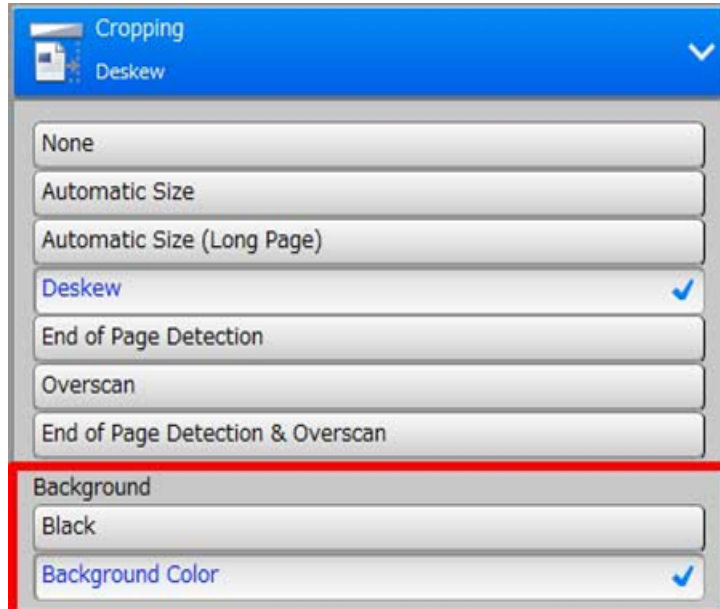 Cropping
Deskew
None
Automatic Size
Automatic Size (Long Page)
Deskew
End of Page Detection
Overscan
End of Page Detection & Overscan
Background
Black
Background Color